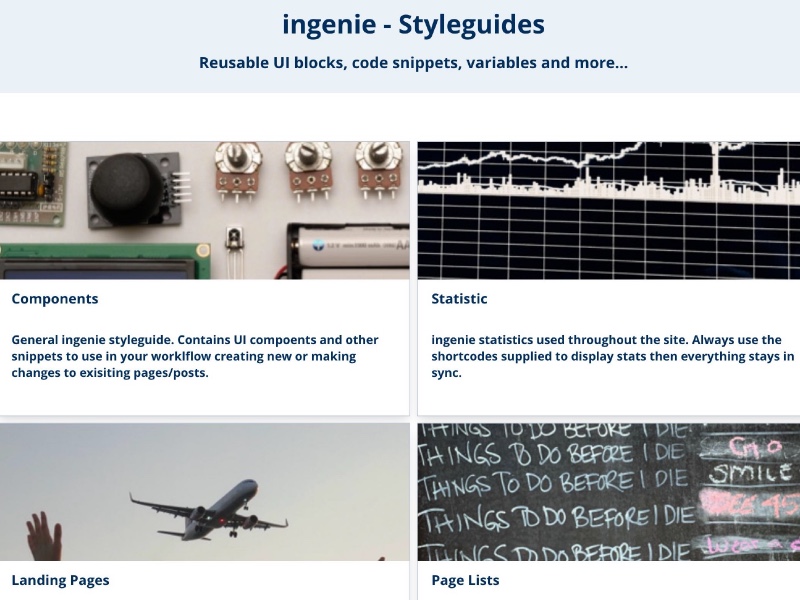 ingenie - Styleguides
Reusable UI blocks, code snippets, variables and more...
Components
General ingenie styleguide. Contains UI compoents and other
snippets to use in your worklflow creating new or making
changes to exisiting pages/posts.
Statistic
ingenie statistics used throughout the site. Always use the
shortcodes supplied to display stats then everything stays in
sync.
THINGS TO DO BEFORE I DIE
THINGS TO DO BEFORE I DIE
SMILE
THINGS TO DO BEFORE I DIE
THINGS TO DO BEFORE I DIE
THINGS TO DO BEFORE I DIE
Landing Pages
Page Lists